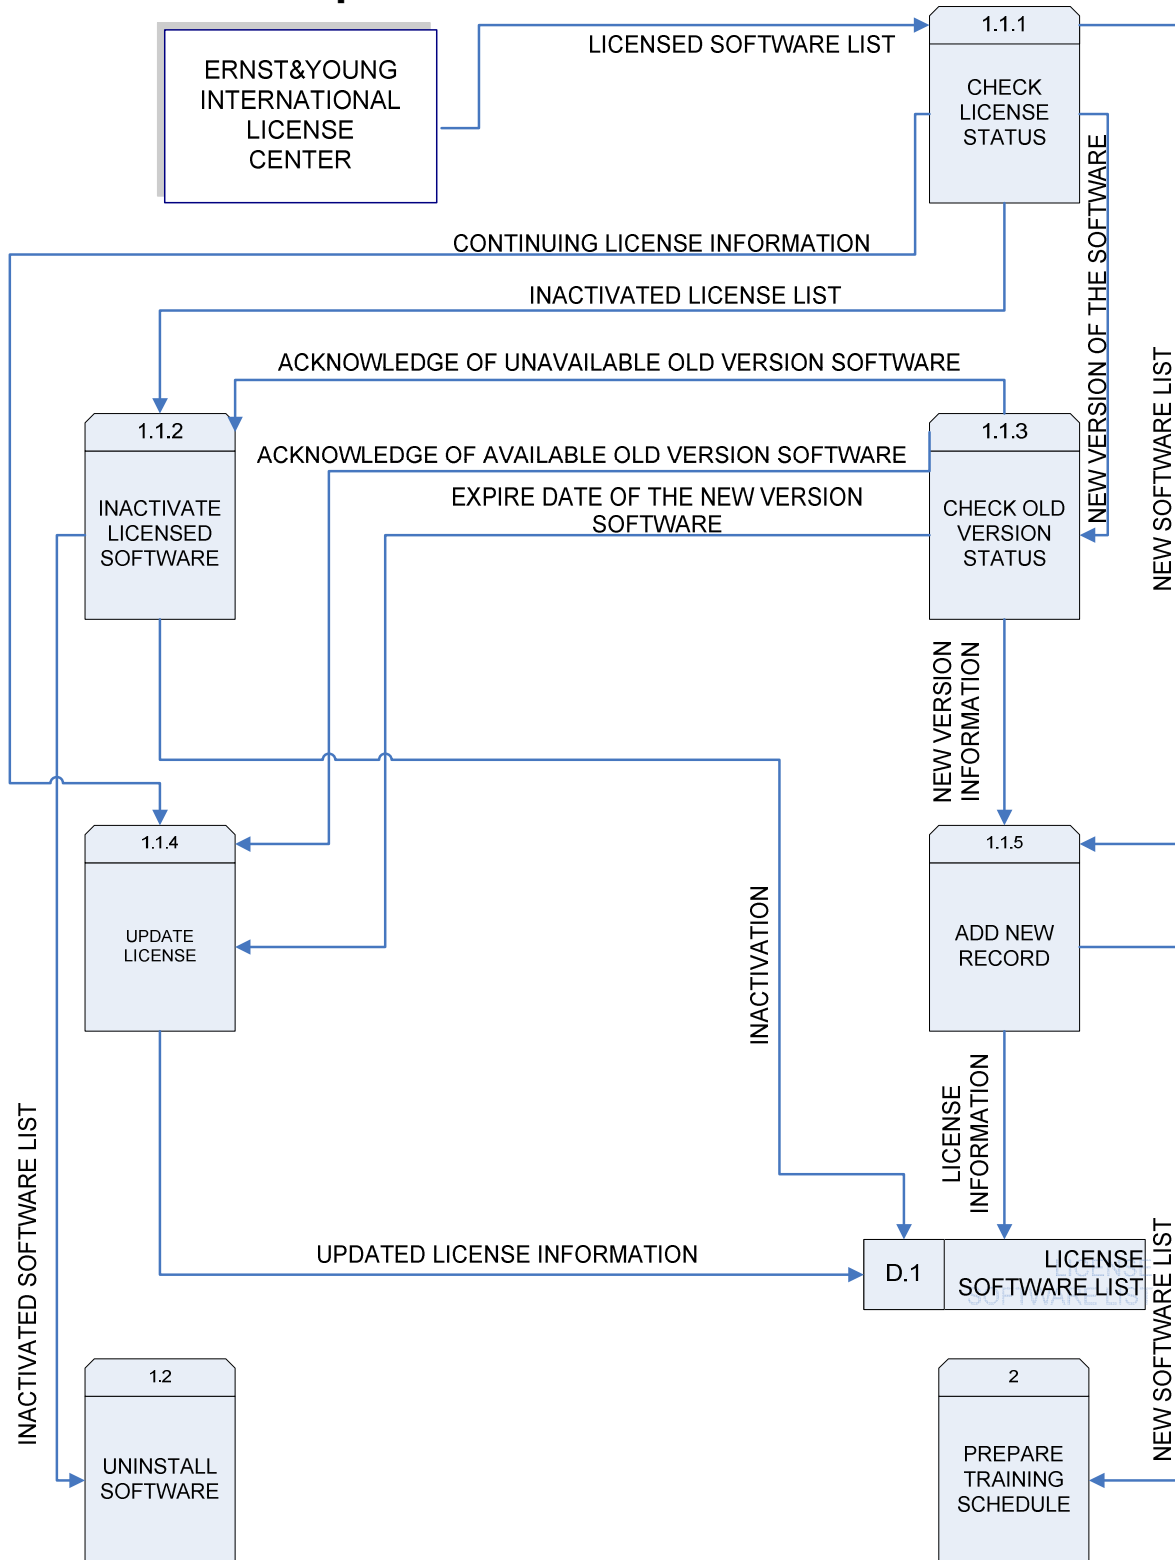 LICENSED SOFTWARE LIST
1.1.1
ERNST&YOUNG
INTERNATIONAL
LICENSE
CENTER
CHECK
LICENSE
STATUS
NEW VERSION OF THE SOFTWARE
CONTINUING LICENSE INFORMATION
INACTIVATED LICENSE LIST
NEW SOFTWARE LIST
ACKNOWLEDGE OF UNAVAILABLE OLD VERSION SOFTWARE
1.1.2
1.1.3
ACKNOWLEDGE OF AVAILABLE OLD VERSION SOFTWARE
EXPIRE DATE OF THE NEW VERSION
SOFTWARE
INACTIVATE
LICENSED
SOFTWARE
CHECK OLD
VERSION
STATUS
NEW VERSION
INFORMATION
1.1.4
1.1.5
UPDATE
LICENSE
ADD NEW
RECORD
INACTIVATION
LICENSE
INFORMATION
INACTIVATED SOFTWARE LIST
UPDATED LICENSE INFORMATION
D.1
LICENSE
SOFTWARE LIST
NEW SOFTWARE LIST
1.2
2
UNINSTALL
SOFTWARE
PREPARE
TRAINING
SCHEDULE